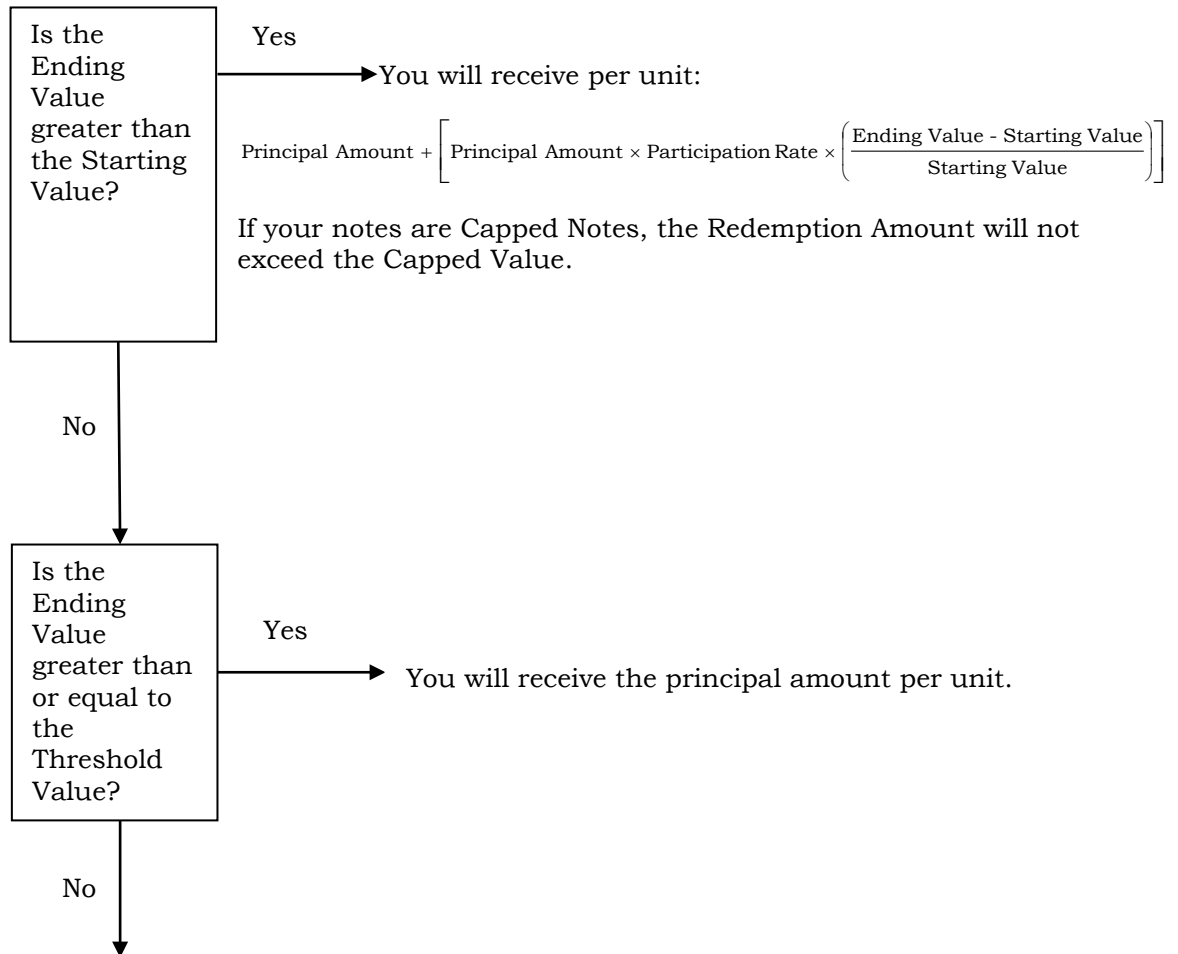 Is the
Ending
Value
greater than
the Starting
Value?
Yes
You will receive per unit:
Principal Amount + [ Principal Amount × Participation Rate × ( Ending Value - Starting Value / Starting Value ) ]
If your notes are Capped Notes, the Redemption Amount will not
exceed the Capped Value.
No
Is the
Ending
Value
greater than
or equal to
the
Threshold
Value?
Yes
You will receive the principal amount per unit.
No